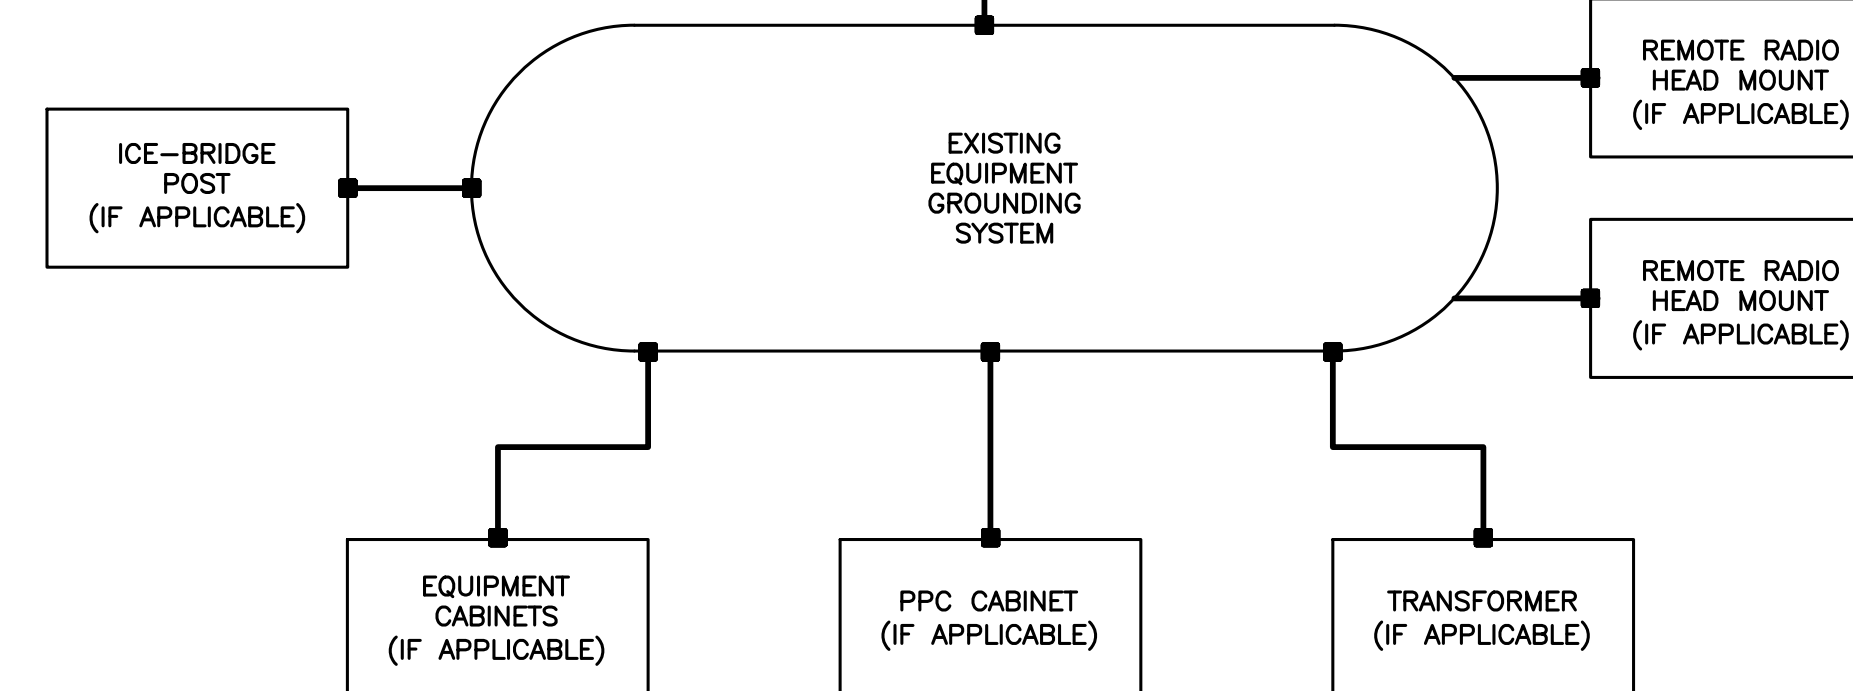 REMOTE RADIO
HEAD MOUNT
(IF APPLICABLE)
ICE-BRIDGE
POST
(IF APPLICABLE)
EXISTING
EQUIPMENT
GROUNDING
SYSTEM
REMOTE RADIO
HEAD MOUNT
(IF APPLICABLE)
EQUIPMENT
CABINETS
(IF APPLICABLE)
PPC CABINET
(IF APPLICABLE)
TRANSFORMER
(IF APPLICABLE)